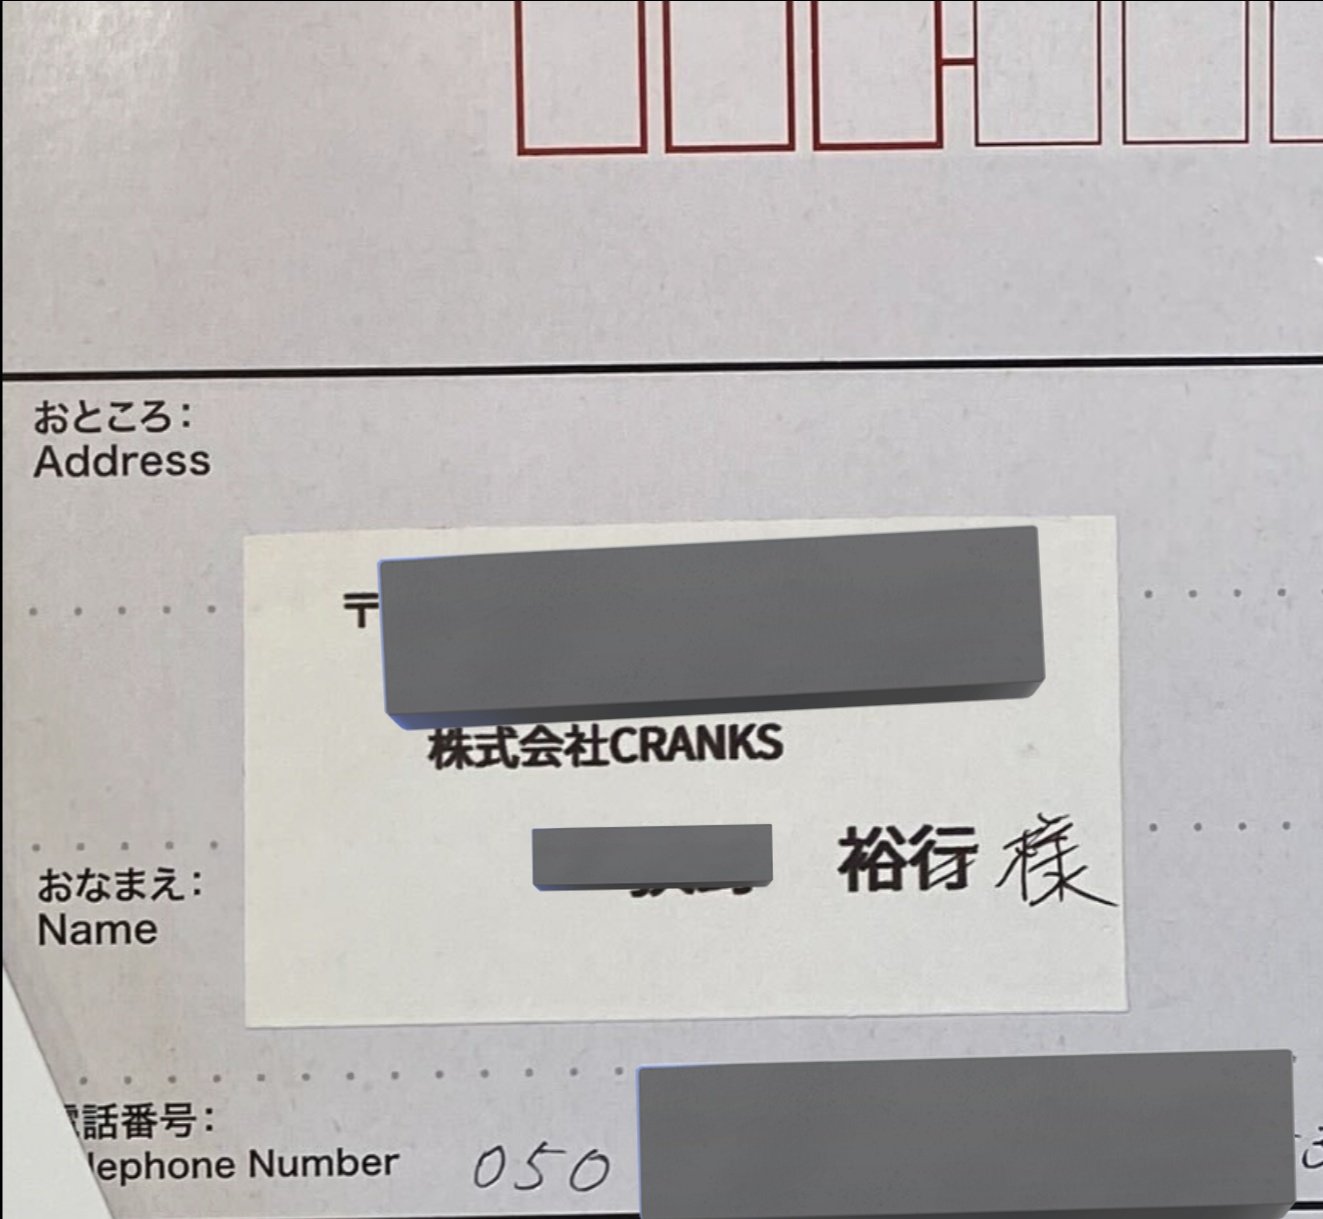 おところ:
Address
〒
株式会社CRANKS
裕行 様
おなまえ:
Name
話番号:
lephone Number
050